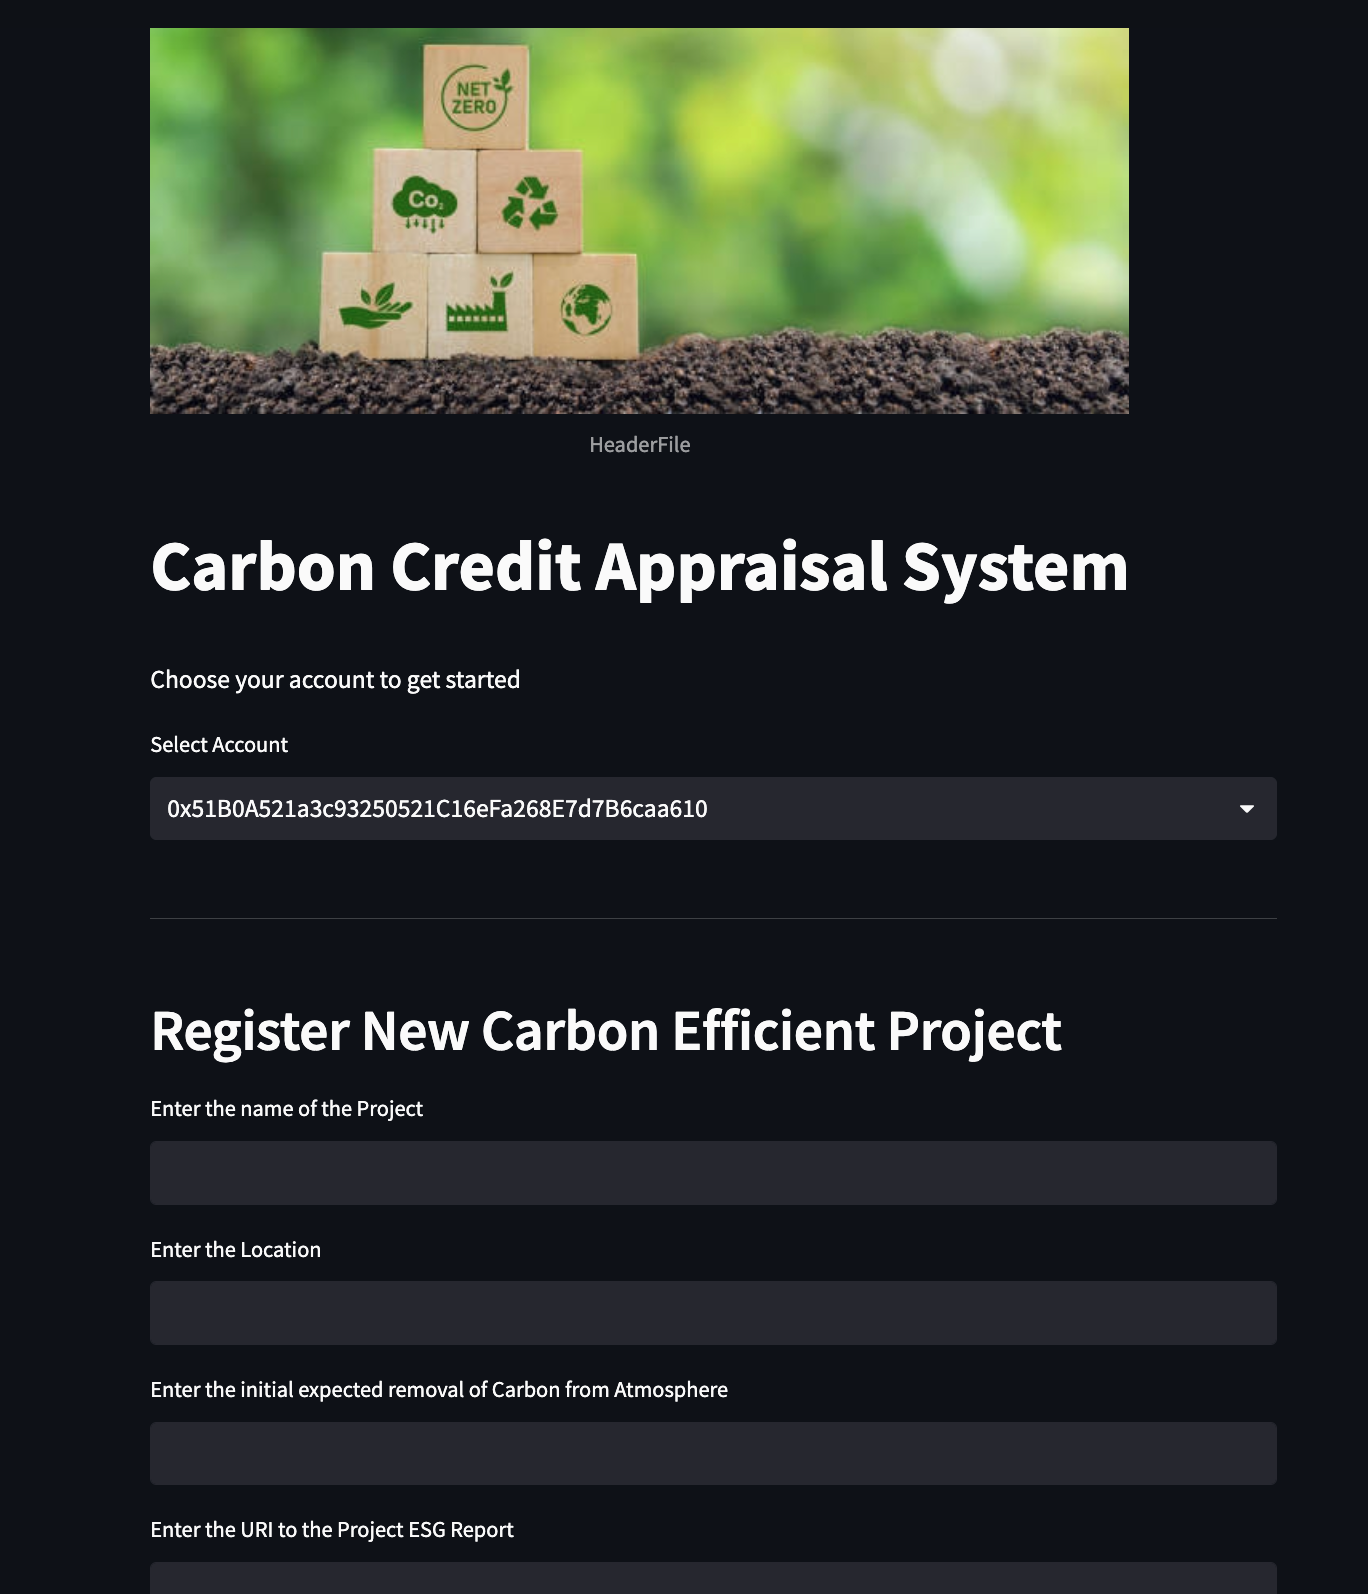 NET
ZERO
Co₂
HeaderFile
Carbon Credit Appraisal System
Choose your account to get started
Select Account
0x51B0A521a3c93250521C16eFa268E7d7B6caa610
Register New Carbon Efficient Project
Enter the name of the Project
Enter the Location
Enter the initial expected removal of Carbon from Atmosphere
Enter the URI to the Project ESG Report